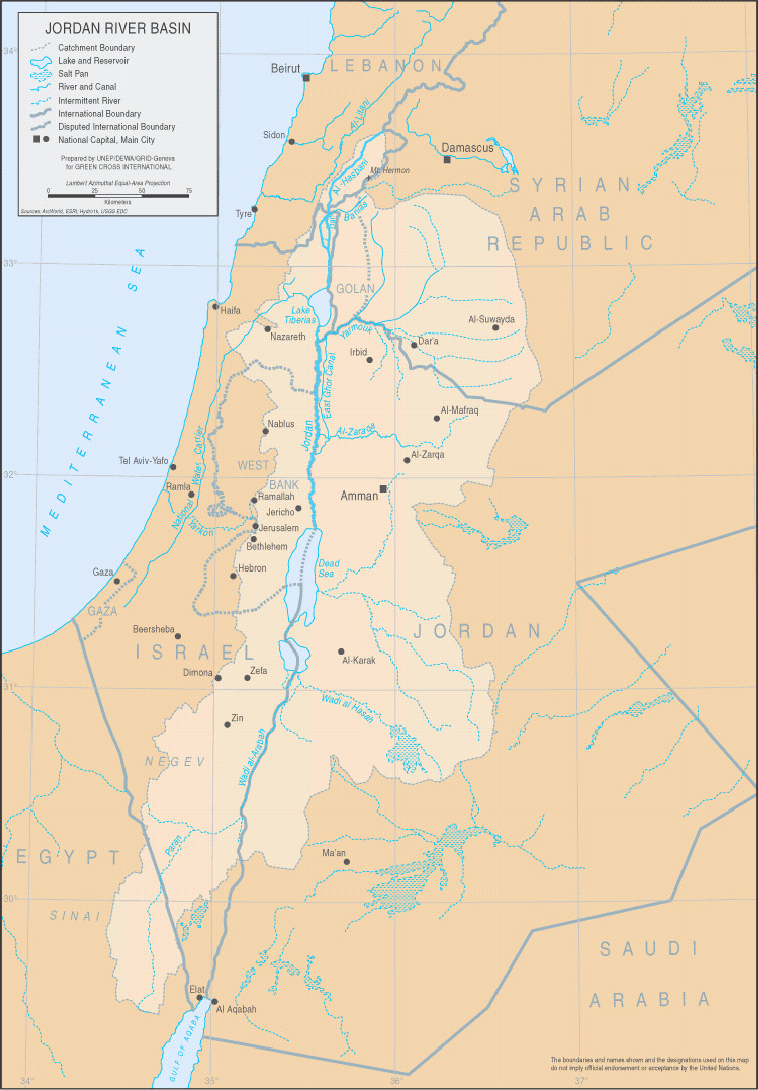 JORDAN RIVER BASIN
Catchment Boundary
Lake and Reservoir
Salt Pan
River and Canal
Intermittent River
International Boundary
Disputed International Boundary
National Capital, Main City
Prepared by UNEP/DEWA/GRID-Geneva
for GREEN CROSS INTERNATIONAL
Lambert Azimuthal Equal-Area Projection
0 25 50 75
Kilometers
Sources: ArcWorld, ESRI; Hydro1k, USGS EDC
34°
Beirut
LEBANON
Al-Litani
Sidon
Damascus
Al Hasbani
Mt. Hermon
SYRIAN
ARAB
REPUBLIC
Tyre
Dan
Banias
33°
MEDITERRANEAN SEA
GOLAN
Haifa
Lake
Tiberias
Nazareth
Yarmouk
Al-Suwayda
Dar'a
Irbid
East Ghor Canal
Al-Mafraq
Nablus
Jordan
Al-Zarqa
National Water Carrier
Tel Aviv-Yafo
WEST
BANK
Al-Zarqa
32°
Ramla
Ramallah
Amman
Jericho
Yarkon
Jerusalem
Bethlehem
Gaza
Hebron
Dead
Sea
GAZA
Beersheba
ISRAEL
JORDAN
Al-Karak
Dimona
Zefa
31°
Zin
Wadi al Hasah
NEGEV
Wadi al-Arabah
Paran
EGYPT
Ma'an
30°
SINAI
SAUDI
ARABIA
Elat
Al Aqabah
GULF OF AQABA
The boundaries and names shown and the designations used on this map
do not imply official endorsement or acceptance by the United Nations.
34°
35°
36°
37°